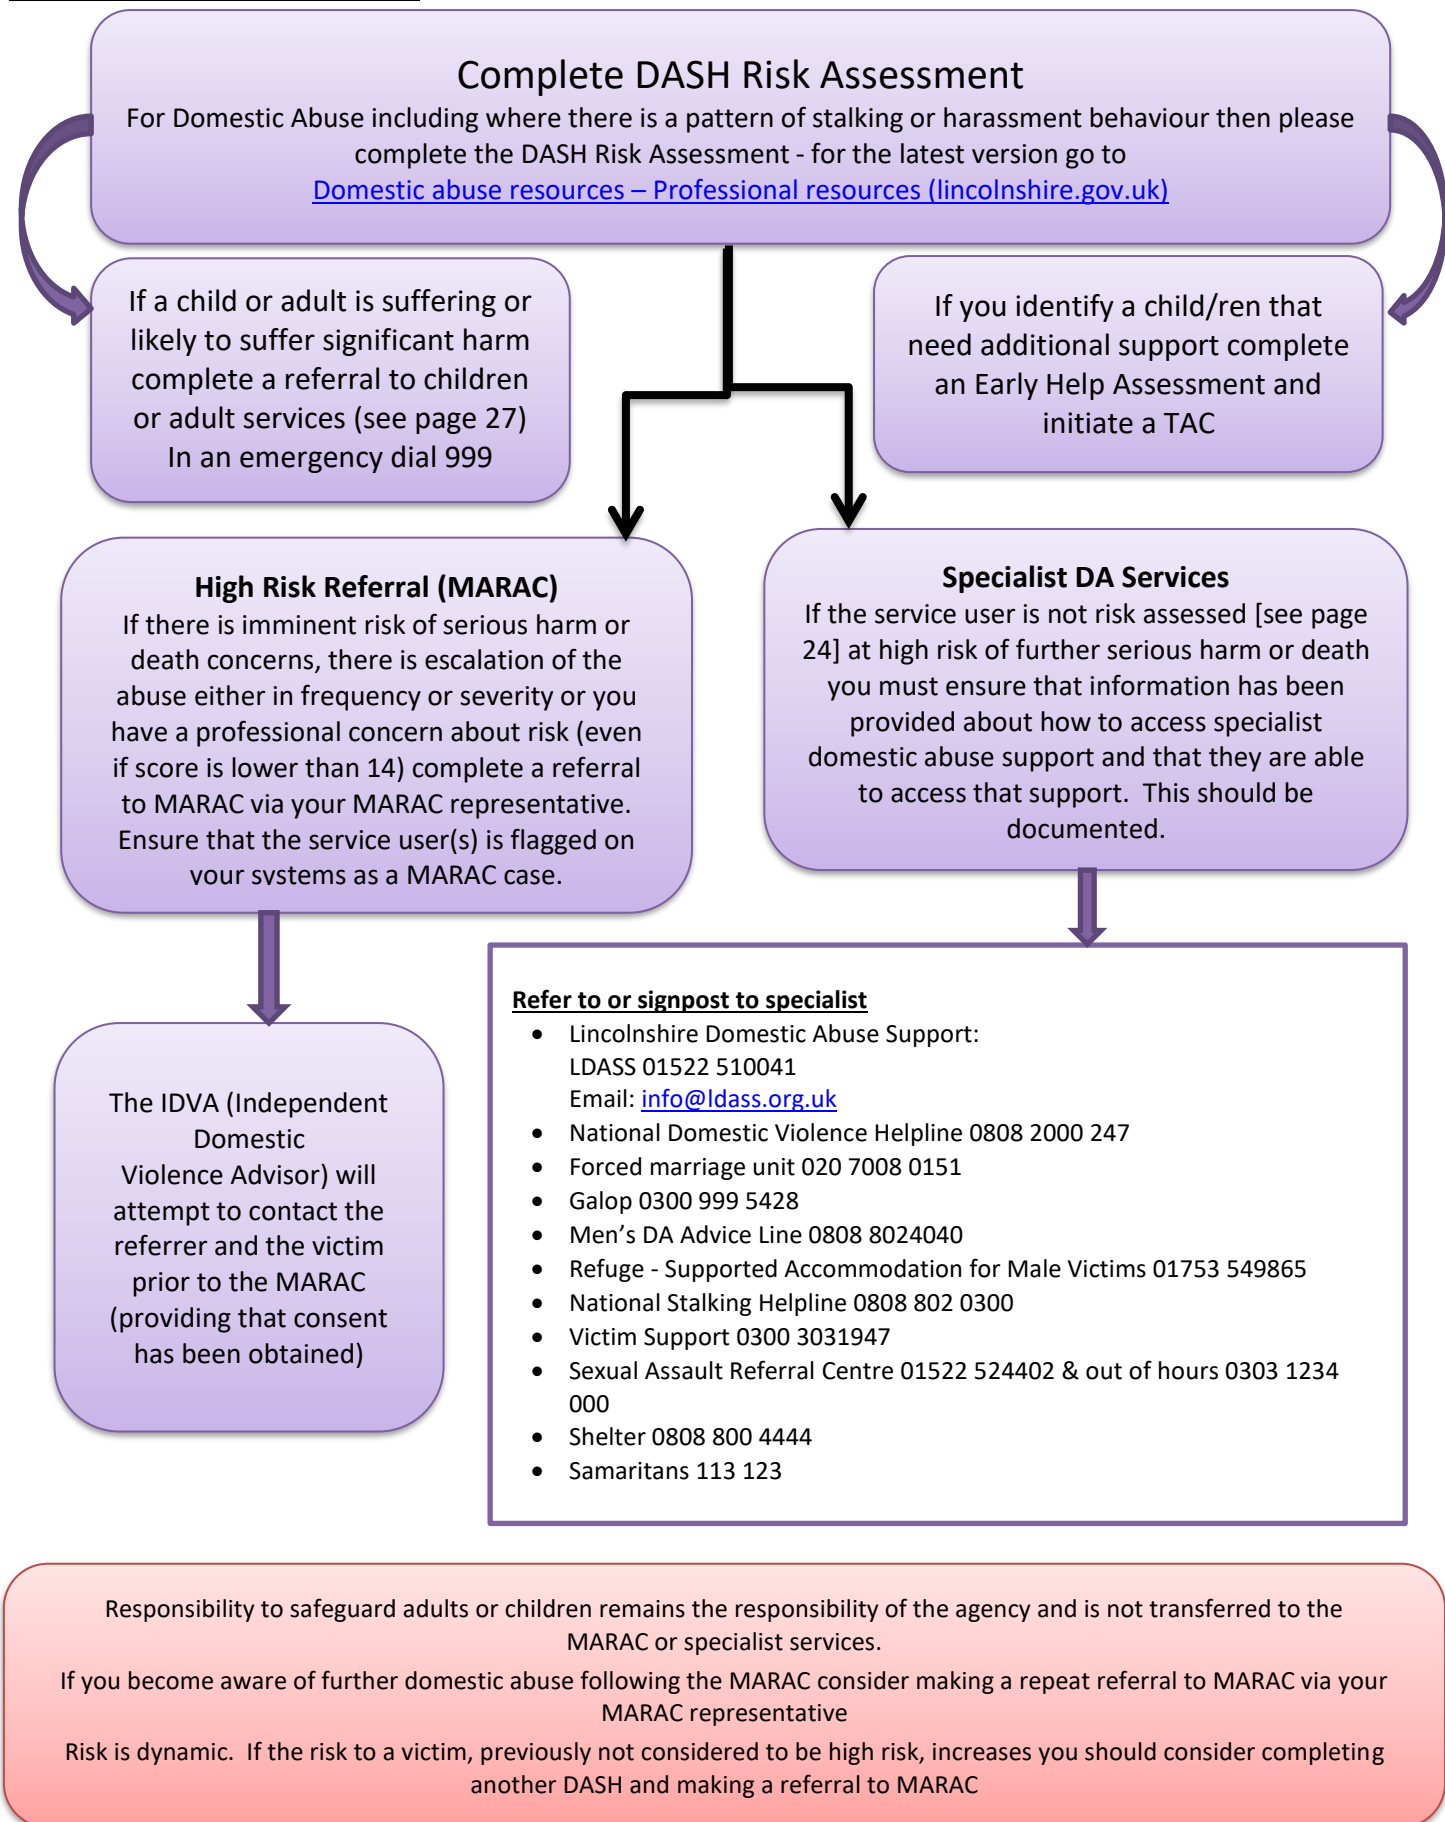 Complete DASH Risk Assessment
For Domestic Abuse including where there is a pattern of stalking or harassment behaviour then please
complete the DASH Risk Assessment - for the latest version go to
Domestic abuse resources – Professional resources (lincolnshire.gov.uk)
If a child or adult is suffering or
likely to suffer significant harm
complete a referral to children
or adult services (see page 27)
In an emergency dial 999
If you identify a child/ren that
need additional support complete
an Early Help Assessment and
initiate a TAC
High Risk Referral (MARAC)
If there is imminent risk of serious harm or
death concerns, there is escalation of the
abuse either in frequency or severity or you
have a professional concern about risk (even
if score is lower than 14) complete a referral
to MARAC via your MARAC representative.
Ensure that the service user(s) is flagged on
your systems as a MARAC case.
Specialist DA Services
If the service user is not risk assessed [see page
24] at high risk of further serious harm or death
you must ensure that information has been
provided about how to access specialist
domestic abuse support and that they are able
to access that support.  This should be
documented.
The IDVA (Independent
Domestic
Violence Advisor) will
attempt to contact the
referrer and the victim
prior to the MARAC
(providing that consent
has been obtained)
Refer to or signpost to specialist
• Lincolnshire Domestic Abuse Support:
LDASS 01522 510041
Email: info@ldass.org.uk
• National Domestic Violence Helpline 0808 2000 247
• Forced marriage unit 020 7008 0151
• Galop 0300 999 5428
• Men’s DA Advice Line 0808 8024040
• Refuge - Supported Accommodation for Male Victims 01753 549865
• National Stalking Helpline 0808 802 0300
• Victim Support 0300 3031947
• Sexual Assault Referral Centre 01522 524402 & out of hours 0303 1234
000
• Shelter 0808 800 4444
• Samaritans 113 123
Responsibility to safeguard adults or children remains the responsibility of the agency and is not transferred to the
MARAC or specialist services.
If you become aware of further domestic abuse following the MARAC consider making a repeat referral to MARAC via your
MARAC representative
Risk is dynamic.  If the risk to a victim, previously not considered to be high risk, increases you should consider completing
another DASH and making a referral to MARAC